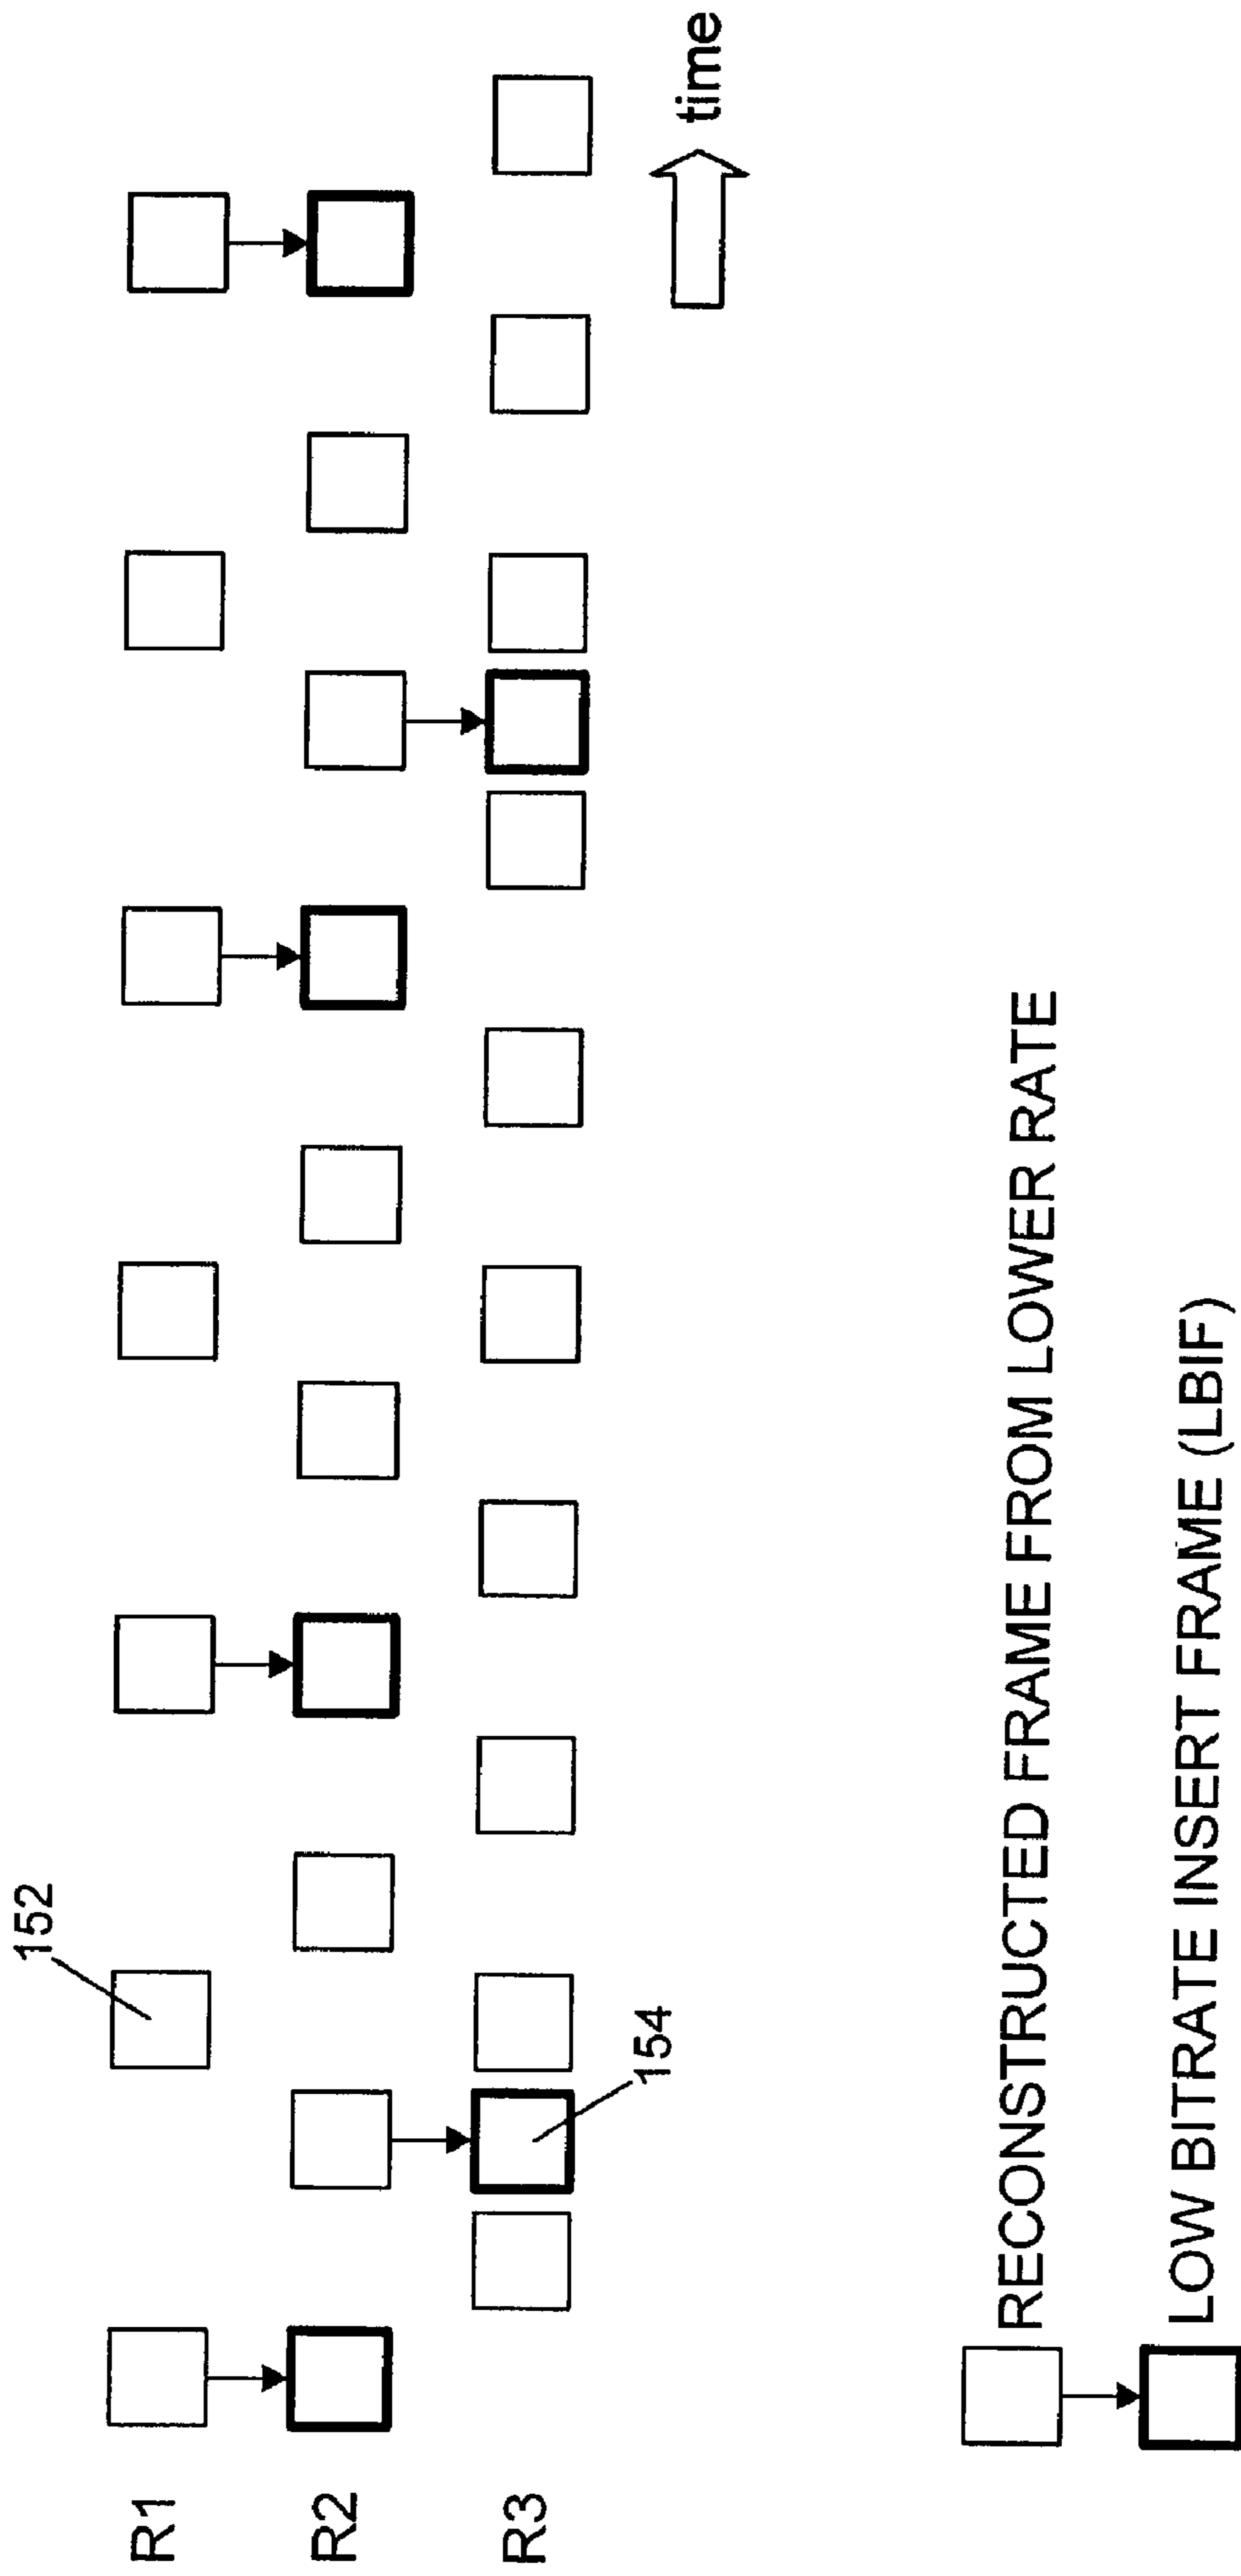 152
R1
R2
R3
154
time
RECONSTRUCTED FRAME FROM LOWER RATE
LOW BITRATE INSERT FRAME (LBIF)